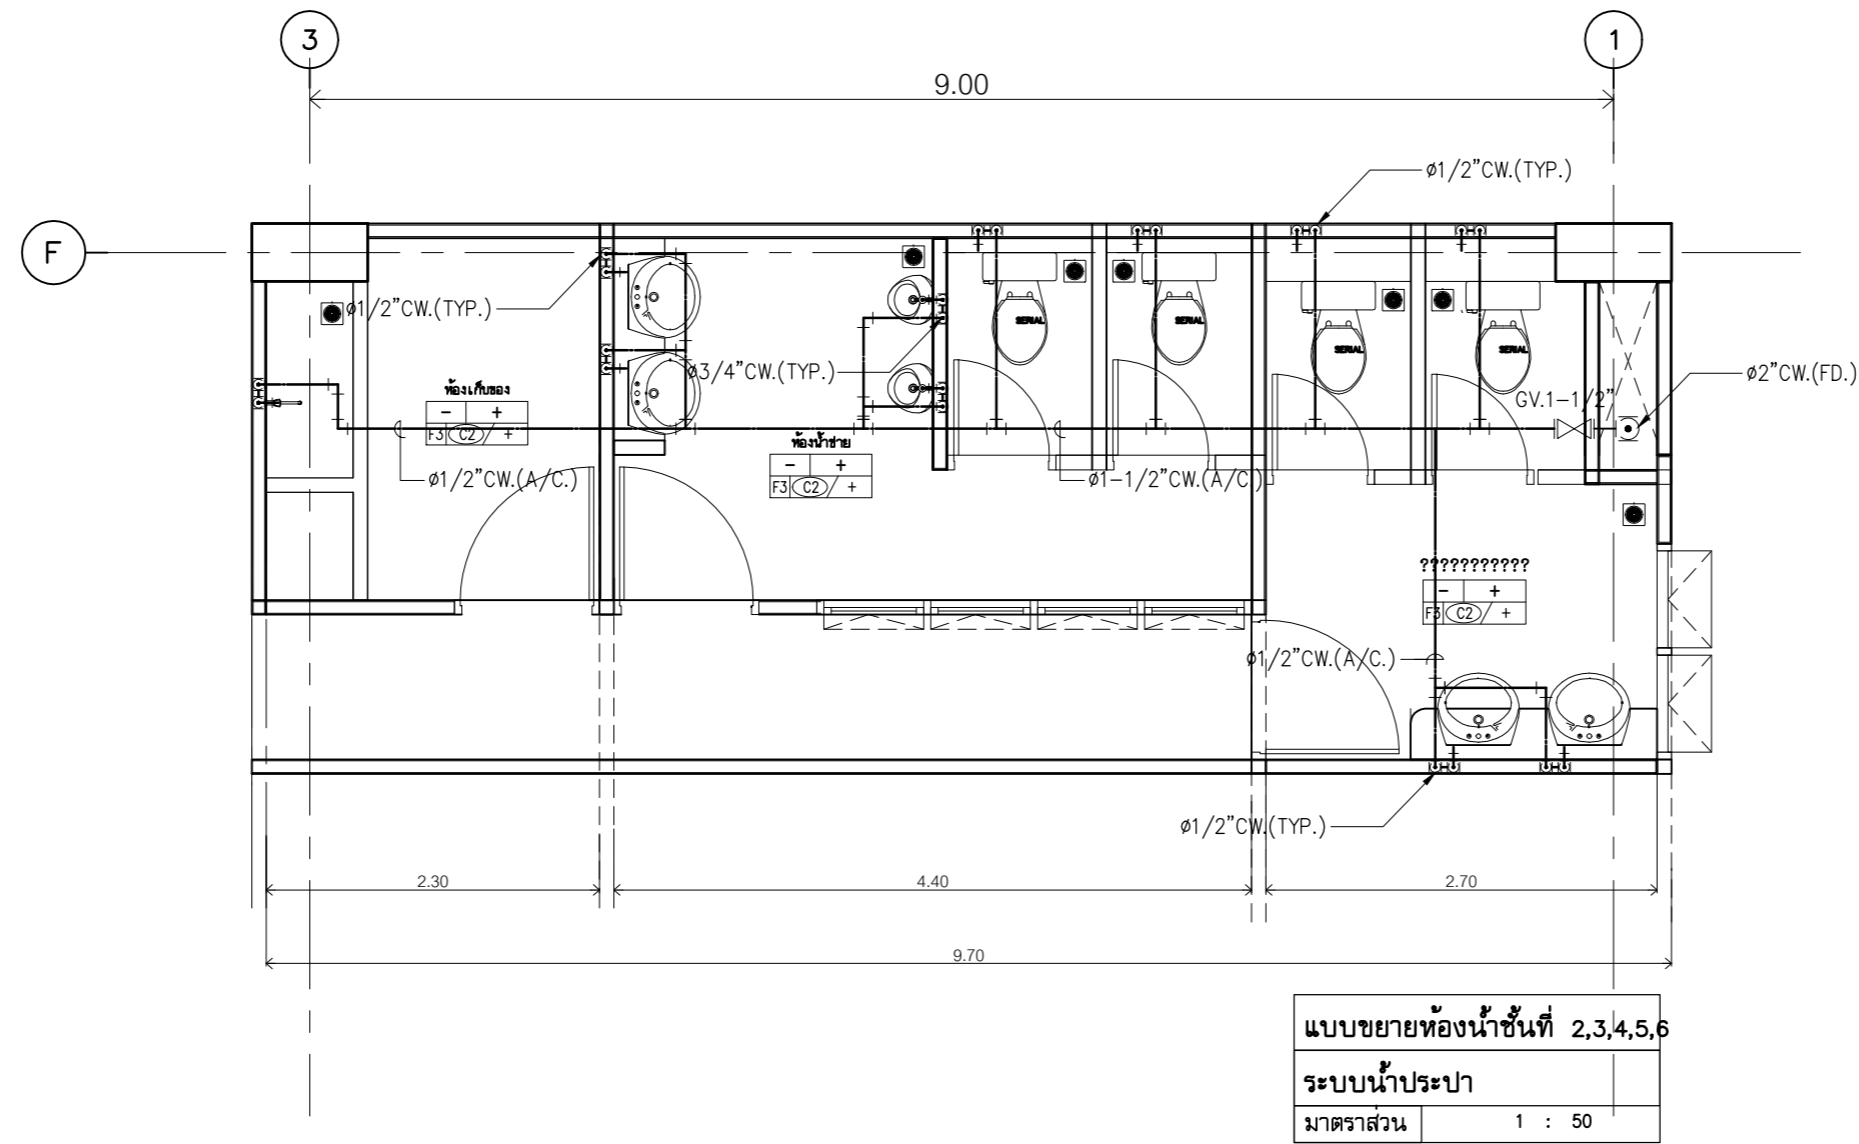 3
1
9.00
ø1/2"CW.(TYP.)
F
ø1/2"CW.(TYP.)
SERIAL
SERIAL
SERIAL
SERIAL
ø3/4"CW.(TYP.)
ø2"CW.(FD.)
GV.1-1/2"
ห้องเก็บของ
- +
F3 C2 / +
ห้องน้ำชาย
- +
F3 C2 / +
ø1/2"CW.(A/C.)
ø1-1/2"CW.(A/C.)
???????????
- +
F3 C2 / +
ø1/2"CW.(A/C.)
ø1/2"CW.(TYP.)
2.30
4.40
2.70
9.70
แบบขยายห้องน้ำชั้นที่ 2,3,4,5,6
ระบบน้ำประปา
มาตราส่วน 1 : 50